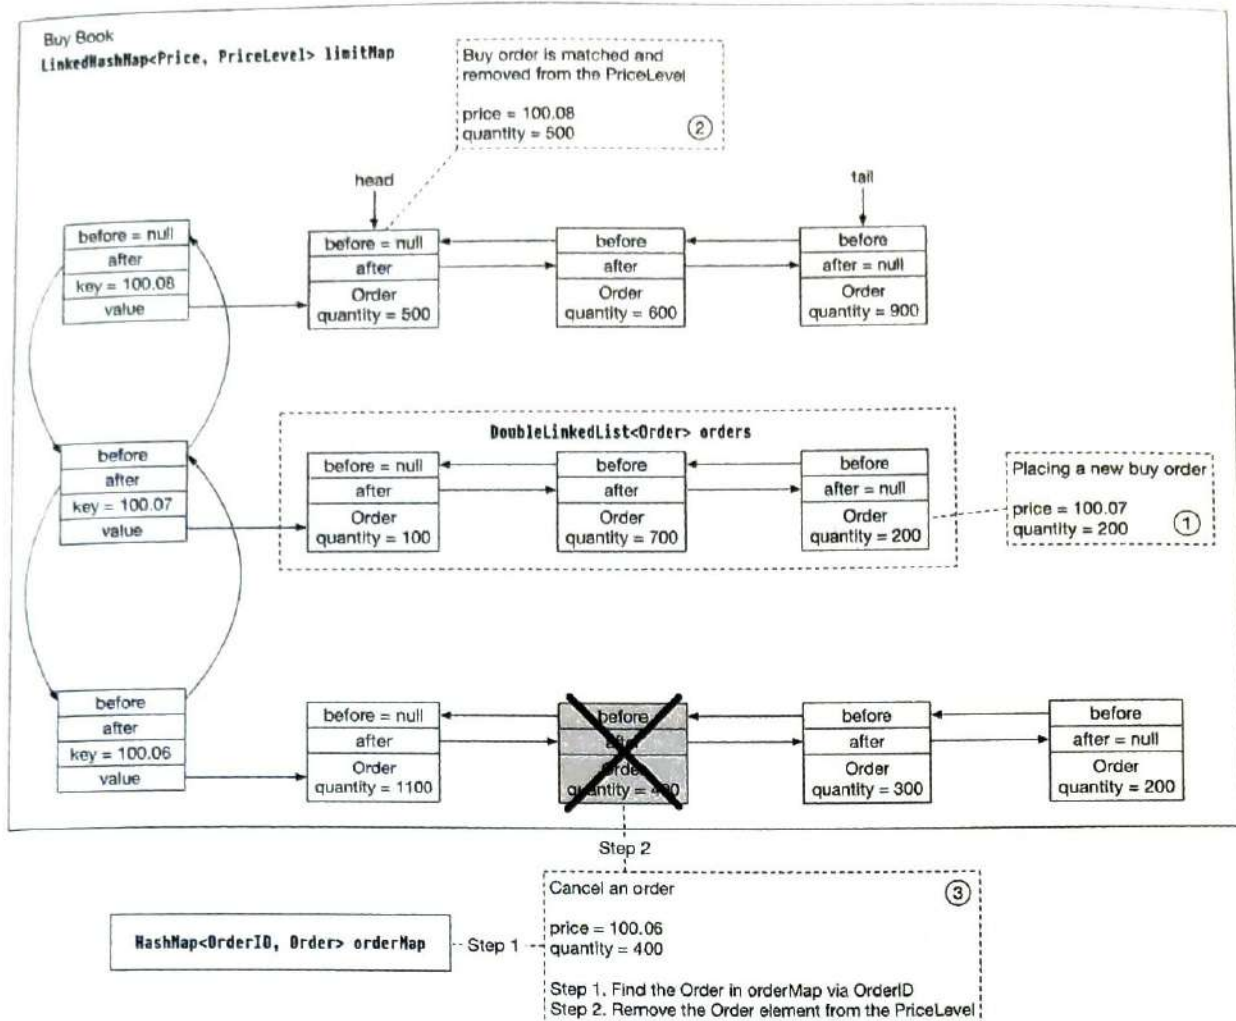 Buy Book
LinkedHashMap<Price, PriceLevel> limitMap
Buy order is matched and
removed from the PriceLevel
price = 100.08
quantity = 500
2
head
tail
before = null
after
key = 100.08
value
before = null
after
Order
quantity = 500
before
after
Order
quantity = 600
before
after = null
Order
quantity = 900
DoubleLinkedList<Order> orders
before
after
key = 100.07
value
before = null
after
Order
quantity = 100
before
after
Order
quantity = 700
before
after = null
Order
quantity = 200
Placing a new buy order
price = 100.07
quantity = 200
1
before
after
key = 100.06
value
before = null
after
Order
quantity = 1100
before
after
Order
quantity = 400
before
after
Order
quantity = 300
before
after = null
Order
quantity = 200
Step 2
Cancel an order
3
price = 100.06
quantity = 400
HashMap<OrderID, Order> orderMap
Step 1
Step 1. Find the Order in orderMap via OrderID
Step 2. Remove the Order element from the PriceLevel